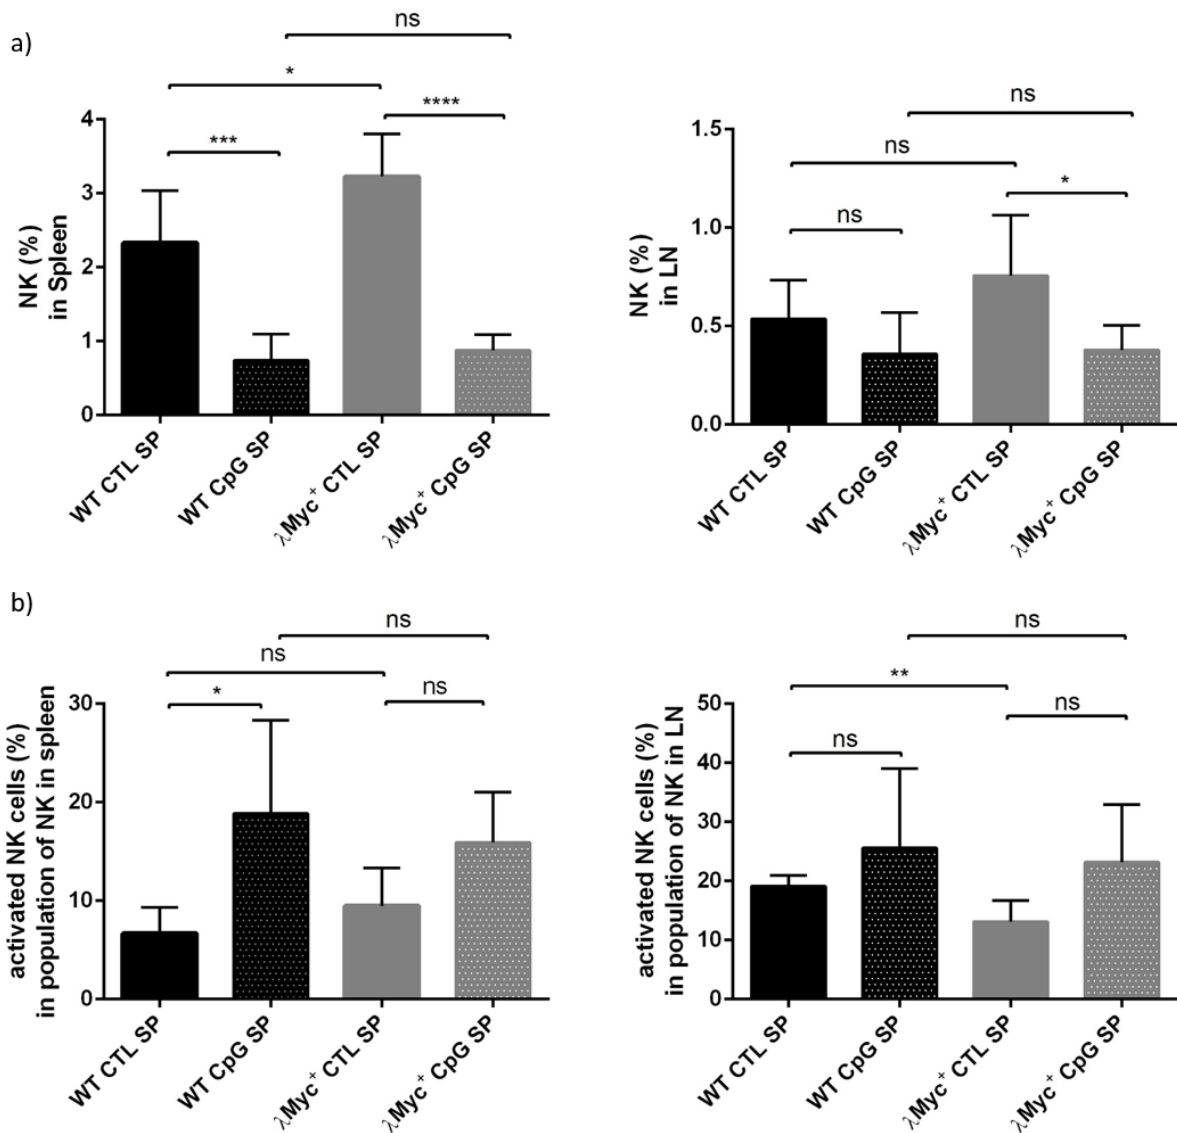 a)
ns
*
****
***
4
3
2
1
0
NK (%)
in Spleen
WT CTL SP
WT CpG SP
λMyc⁺ CTL SP
λMyc⁺ CpG SP
ns
ns
*
ns
1.5
1.0
0.5
0.0
NK (%)
in LN
WT CTL SP
WT CpG SP
λMyc⁺ CTL SP
λMyc⁺ CpG SP
b)
ns
ns
*
ns
30
20
10
0
activated NK cells (%)
in population of NK in spleen
WT CTL SP
WT CpG SP
λMyc⁺ CTL SP
λMyc⁺ CpG SP
ns
**
ns
ns
50
40
30
20
10
0
activated NK cells (%)
in population of NK in LN
WT CTL SP
WT CpG SP
λMyc⁺ CTL SP
λMyc⁺ CpG SP